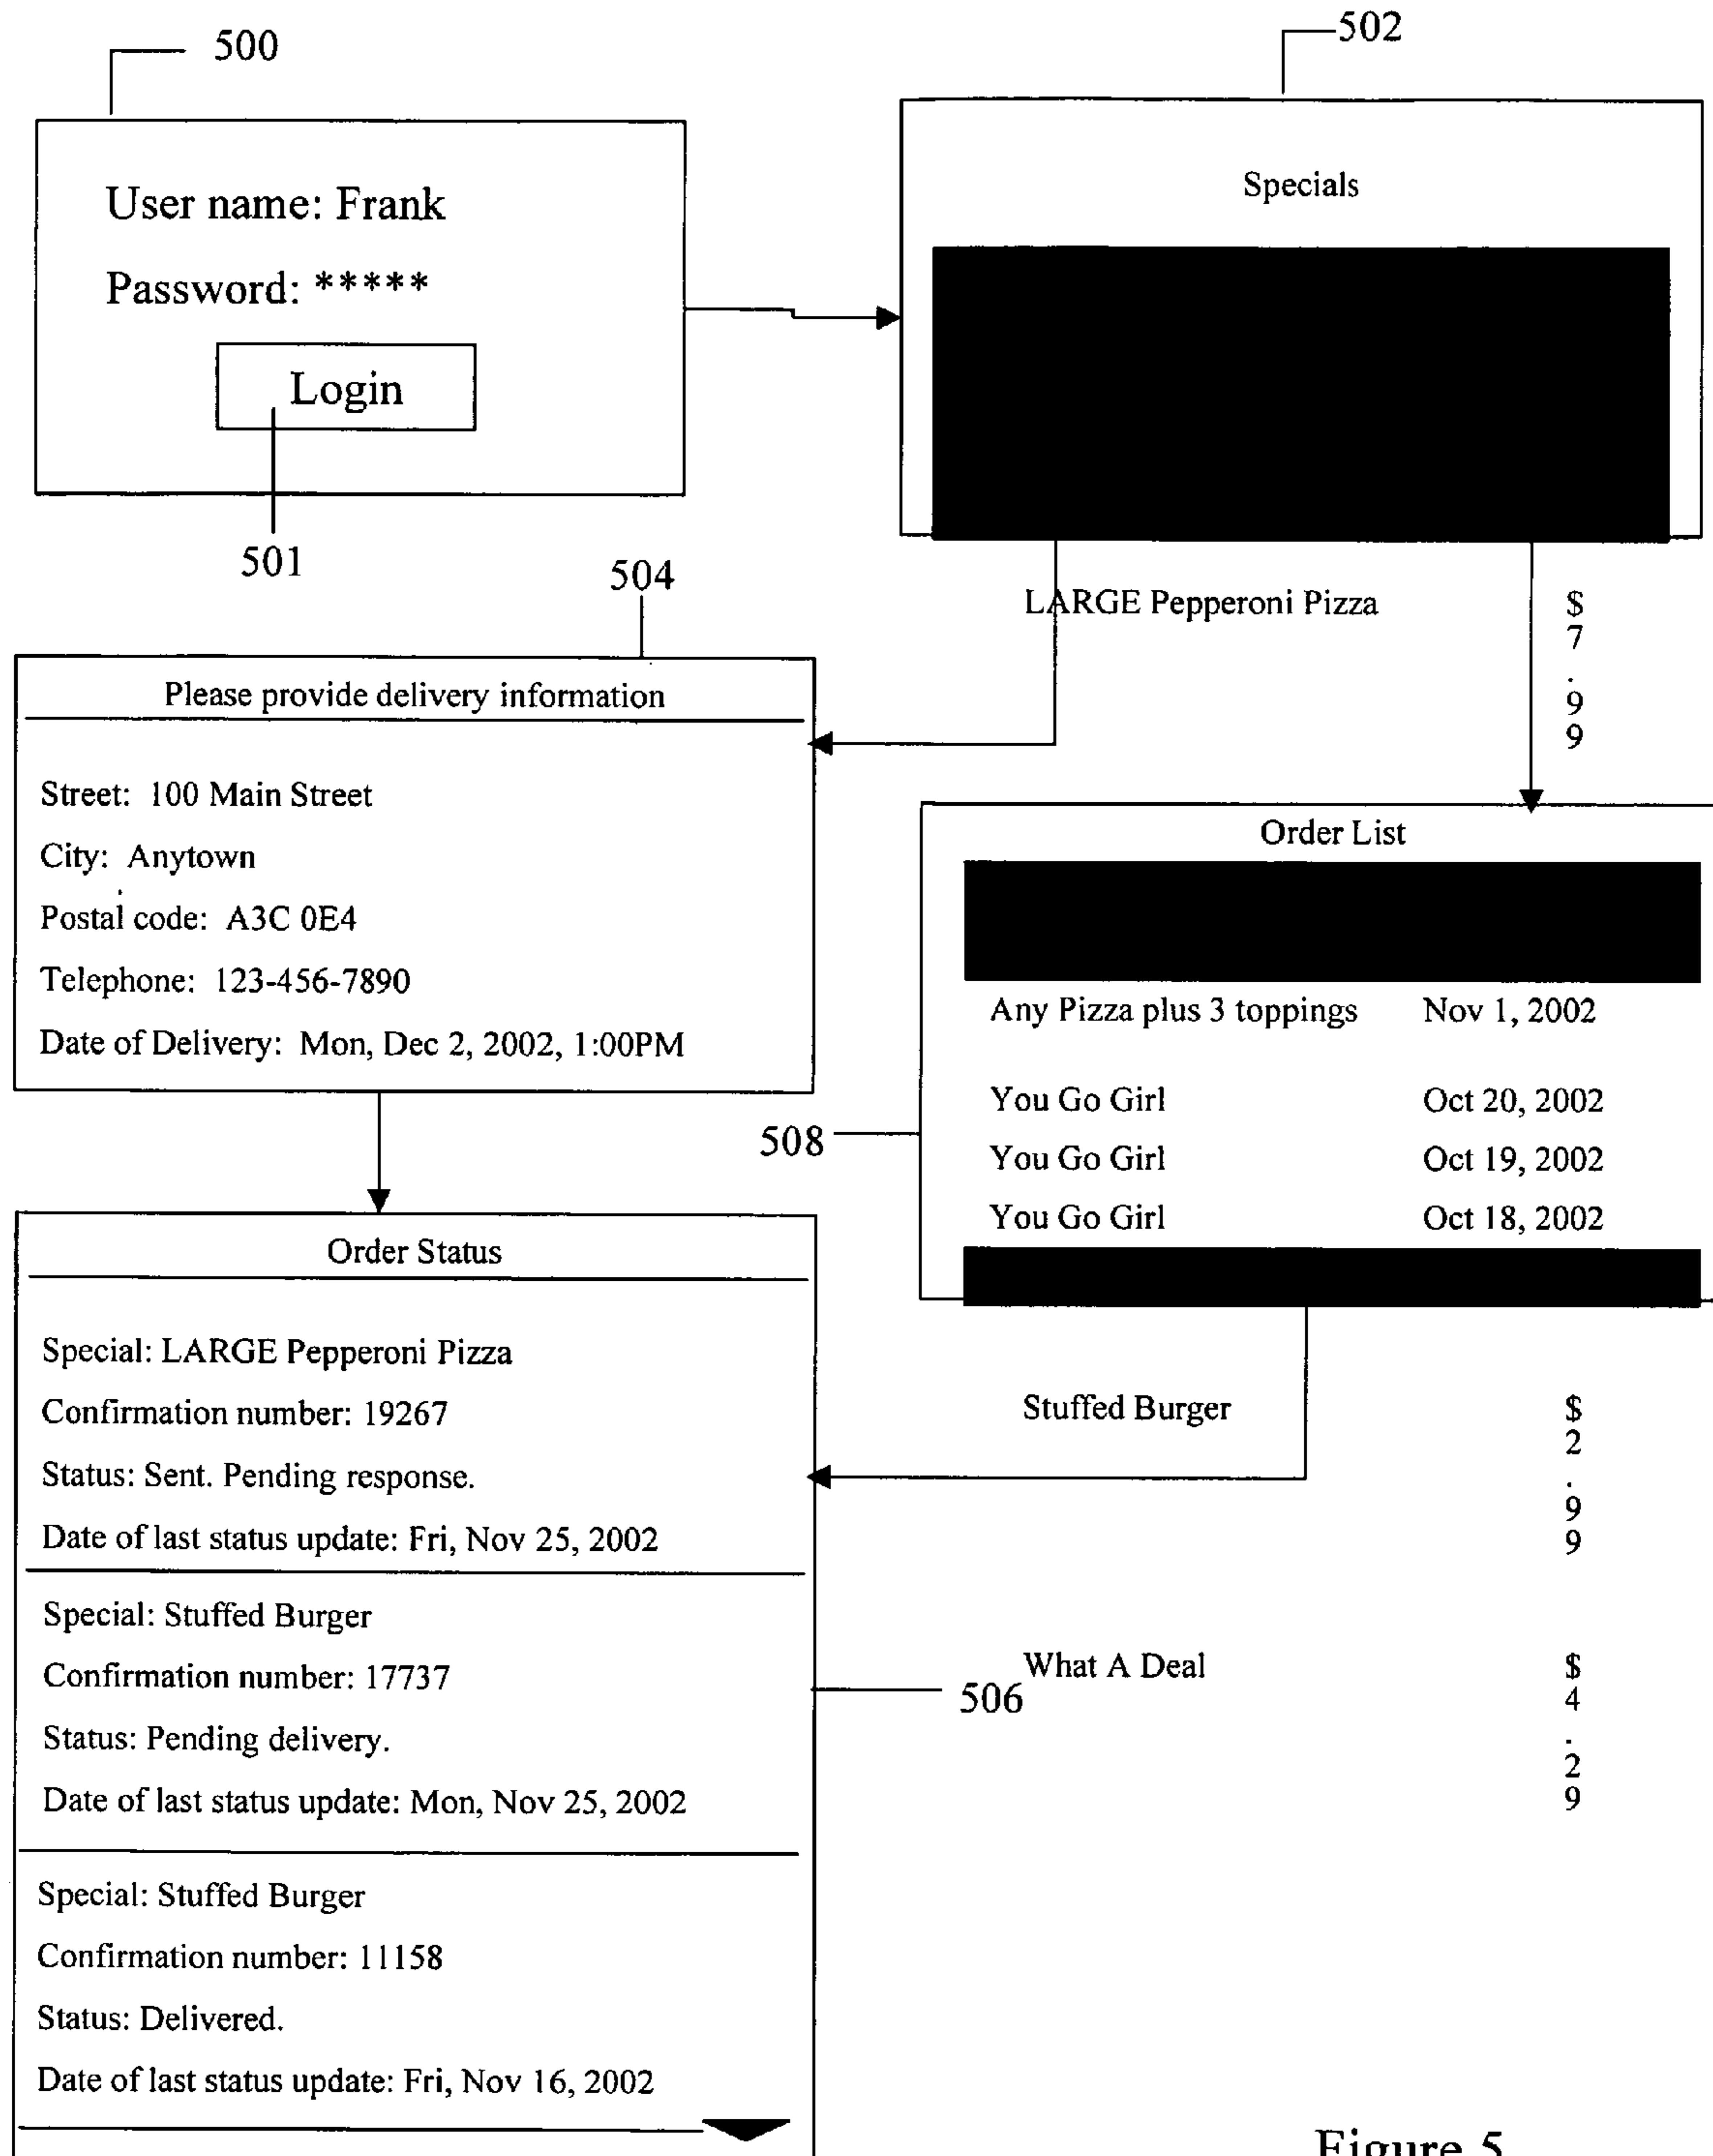 500
502
User name: Frank
Password: *****
Login
501
Specials
LARGE Pepperoni Pizza $7.99
504
Please provide delivery information
Street: 100 Main Street
City: Anytown
Postal code: A3C 0E4
Telephone: 123-456-7890
Date of Delivery: Mon, Dec 2, 2002, 1:00PM
Order List
Any Pizza plus 3 toppings Nov 1, 2002
You Go Girl Oct 20, 2002
You Go Girl Oct 19, 2002
You Go Girl Oct 18, 2002
508
Stuffed Burger $2.99
What A Deal $4.29
506
Order Status
Special: LARGE Pepperoni Pizza
Confirmation number: 19267
Status: Sent. Pending response.
Date of last status update: Fri, Nov 25, 2002
Special: Stuffed Burger
Confirmation number: 17737
Status: Pending delivery.
Date of last status update: Mon, Nov 25, 2002
Special: Stuffed Burger
Confirmation number: 11158
Status: Delivered.
Date of last status update: Fri, Nov 16, 2002
Figure 5